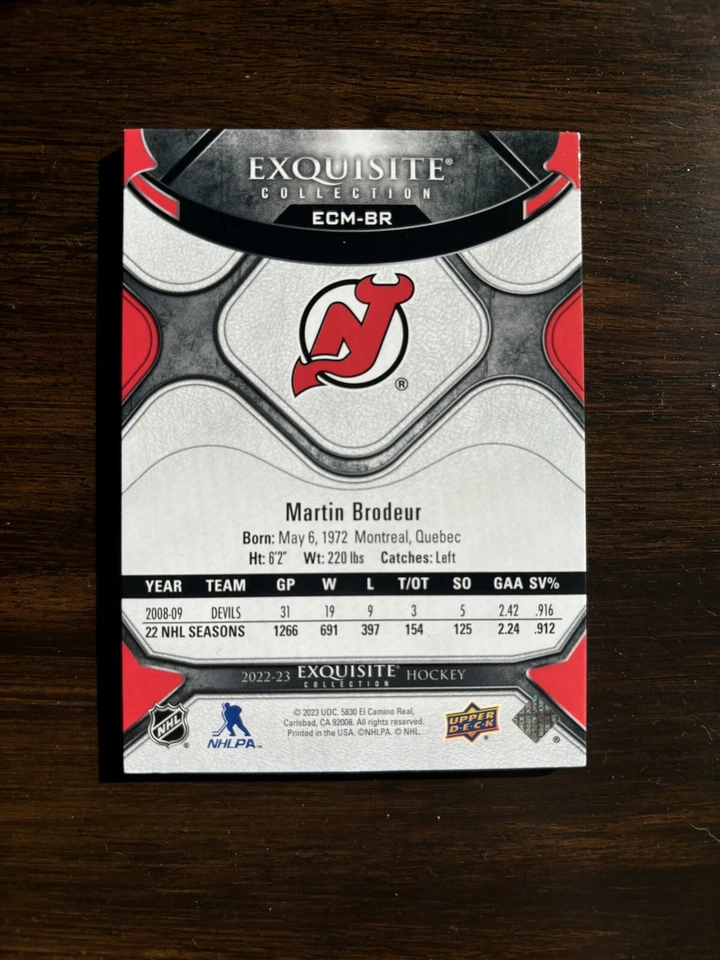 EXQUISITE®
COLLECTION
ECM-BR
NJ
®
Martin Brodeur
Born: May 6, 1972 Montreal, Quebec
Ht: 6'2" Wt: 220 lbs Catches: Left
YEAR TEAM GP W L T/OT SO GAA SV%
2008-09 DEVILS 31 19 9 3 5 2.42 .916
22 NHL SEASONS 1266 691 397 154 125 2.24 .912
2022-23 EXQUISITE® COLLECTION HOCKEY
NHL ®
NHLPA™
© 2023 UDC. 5830 El Camino Real,
Carlsbad, CA 92008. All rights reserved.
Printed in the USA. ©NHLPA. © NHL.
UPPER
D·E·C·K
®
®